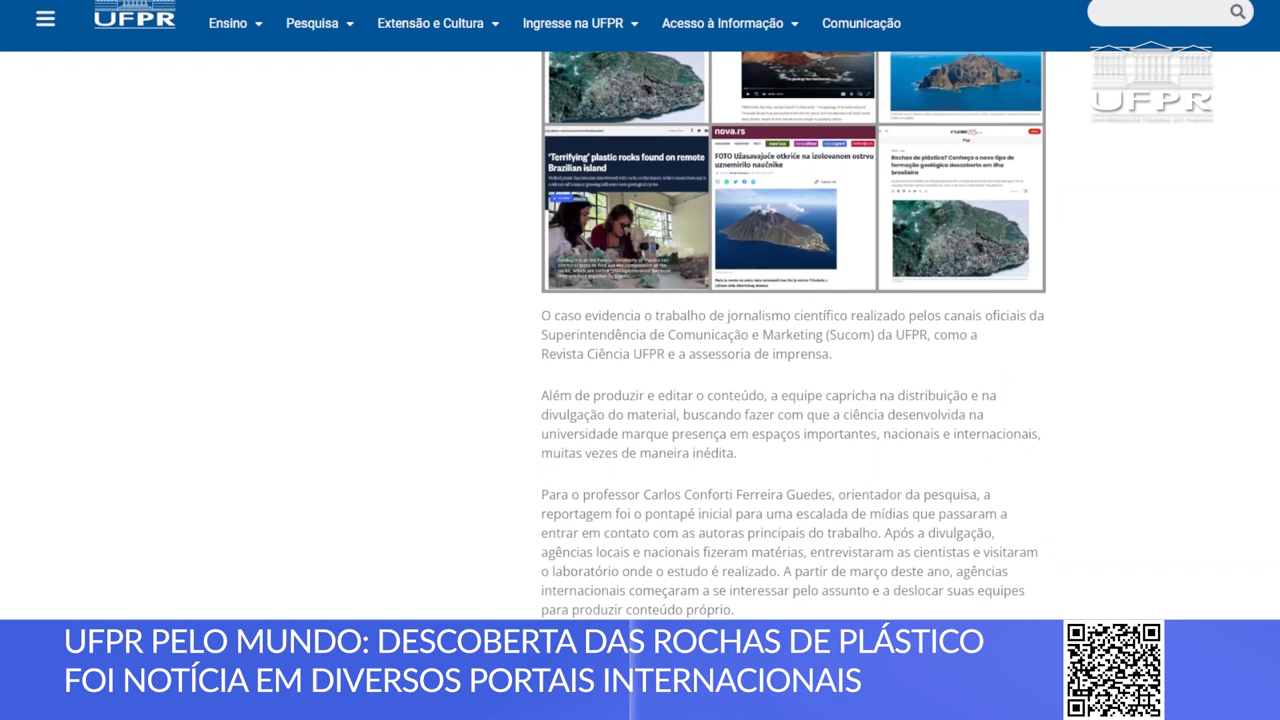 UFPR
Ensino
Pesquisa
Extensão e Cultura
Ingresse na UFPR
Acesso à Informação
Comunicação
UFPR
UNIVERSIDADE FEDERAL DO PARANÁ
'Terrifying' plastic rocks found on remote
Brazilian island
nova.rs
FOTO Užasavajuće otkriće na izolovanom ostrvu
uznemirilo naučnike
Rochas de plástico? Conheça o novo tipo de
formação geológica descoberta em ilha
brasileira
O caso evidencia o trabalho de jornalismo científico realizado pelos canais oficiais da
Superintendência de Comunicação e Marketing (Sucom) da UFPR, como a
Revista Ciência UFPR e a assessoria de imprensa.
Além de produzir e editar o conteúdo, a equipe capricha na distribuição e na
divulgação do material, buscando fazer com que a ciência desenvolvida na
universidade marque presença em espaços importantes, nacionais e internacionais,
muitas vezes de maneira inédita.
Para o professor Carlos Conforti Ferreira Guedes, orientador da pesquisa, a
reportagem foi o pontapé inicial para uma escalada de mídias que passaram a
entrar em contato com as autoras principais do trabalho. Após a divulgação,
agências locais e nacionais fizeram matérias, entrevistaram as cientistas e visitaram
o laboratório onde o estudo é realizado. A partir de março deste ano, agências
internacionais começaram a se interessar pelo assunto e a deslocar suas equipes
para produzir conteúdo próprio.
UFPR PELO MUNDO: DESCOBERTA DAS ROCHAS DE PLÁSTICO
FOI NOTÍCIA EM DIVERSOS PORTAIS INTERNACIONAIS